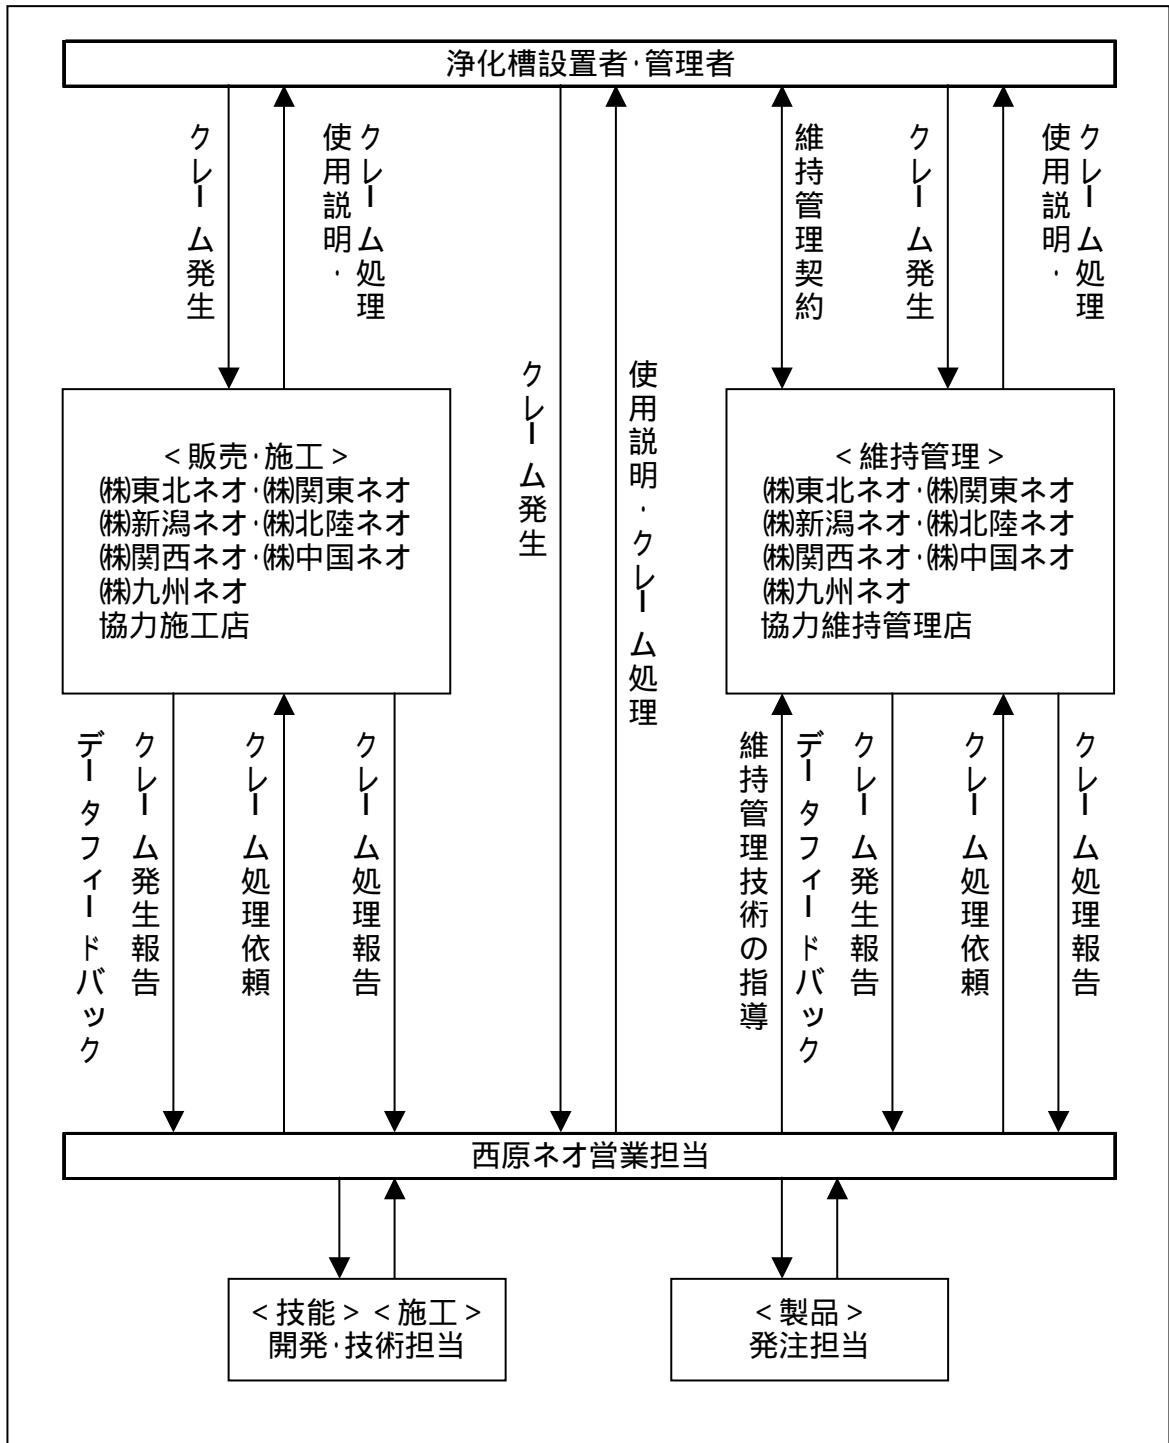 浄化槽設置者・管理者
クレーム発生
使用説明・
クレーム処理
クレーム発生
使用説明・クレーム処理
維持管理契約
クレーム発生
使用説明・
クレーム処理
<販売・施工>
㈱東北ネオ・㈱関東ネオ
㈱新潟ネオ・㈱北陸ネオ
㈱関西ネオ・㈱中国ネオ
㈱九州ネオ
協力施工店
<維持管理>
㈱東北ネオ・㈱関東ネオ
㈱新潟ネオ・㈱北陸ネオ
㈱関西ネオ・㈱中国ネオ
㈱九州ネオ
協力維持管理店
データフィードバック
クレーム発生報告
クレーム処理依頼
クレーム処理報告
維持管理技術の指導
データフィードバック
クレーム発生報告
クレーム処理依頼
クレーム処理報告
西原ネオ営業担当
<技能><施工>
開発・技術担当
<製品>
発注担当